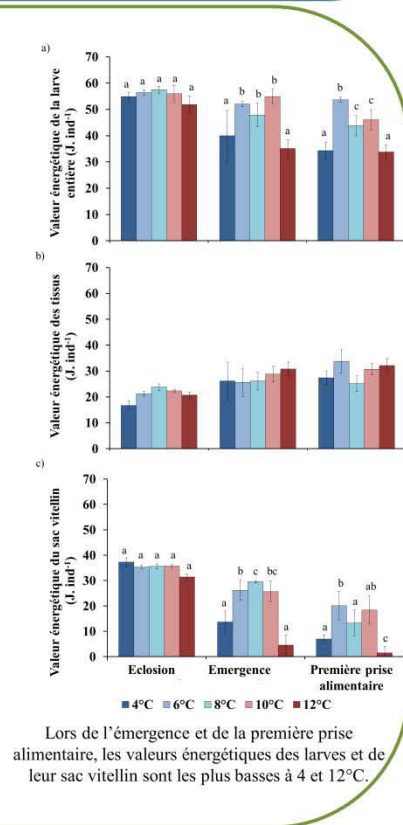 a)
Valeur énergétique de la larve
entière (J. ind⁻¹)
70
60
50
40
30
20
10
0
a a a a a
a b b b a
a b c c a
b)
Valeur énergétique des tissus
(J. ind⁻¹)
70
60
50
40
30
20
10
0
c)
Valeur énergétique du sac vitellin
(J. ind⁻¹)
70
60
50
40
30
20
10
0
a a a a a
a b c bc a
a b a ab c
Eclosion Emergence Première prise
alimentaire
4°C 6°C 8°C 10°C 12°C
Lors de l’émergence et de la première prise
alimentaire, les valeurs énergétiques des larves et de
leur sac vitellin sont les plus basses à 4 et 12°C.